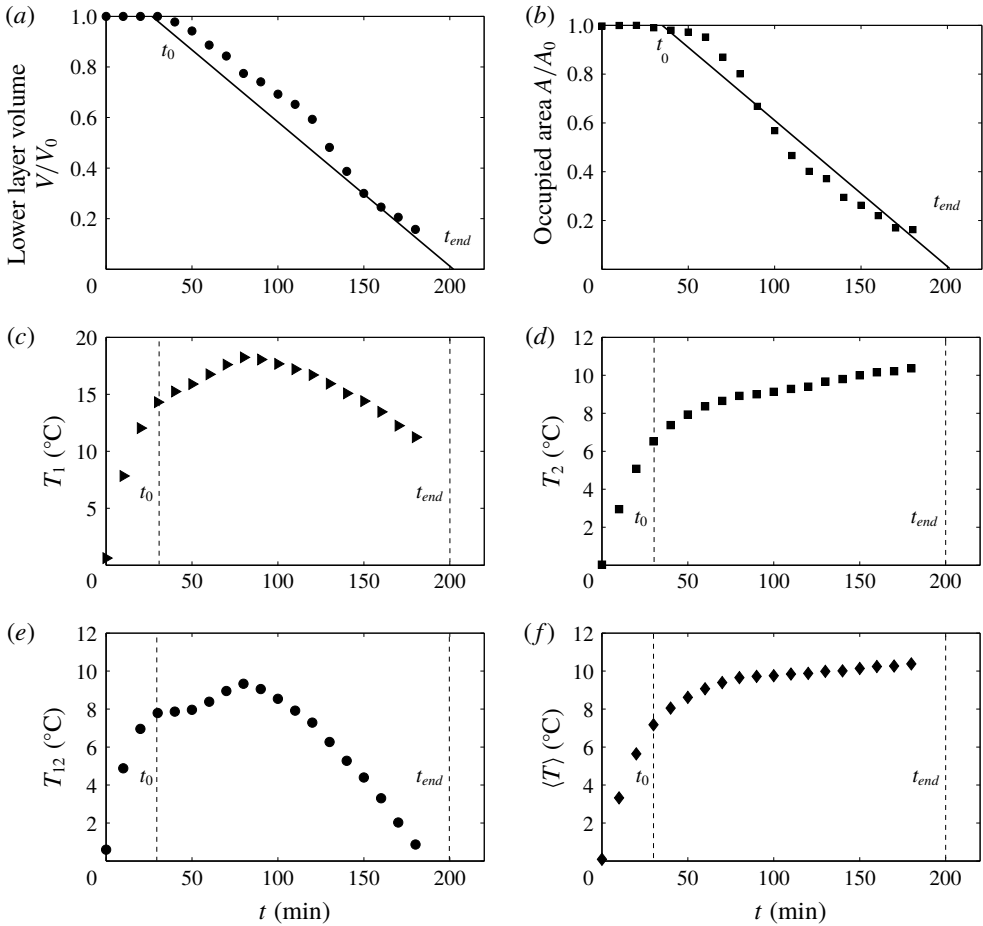 (a)
1.0
0.8
0.6
0.4
0.2
0
50
100
150
200
Lower layer volume
V/V0
t0
tend
(b)
1.0
0.8
0.6
0.4
0.2
0
50
100
150
200
Occupied area A/A0
t0
tend
(c)
20
15
10
5
0
50
100
150
200
T1 (°C)
t0
tend
(d)
12
10
8
6
4
2
0
50
100
150
200
T2 (°C)
t0
tend
(e)
12
10
8
6
4
2
0
50
100
150
200
T12 (°C)
t0
tend
t (min)
(f)
12
10
8
6
4
2
0
50
100
150
200
⟨T⟩ (°C)
t0
tend
t (min)